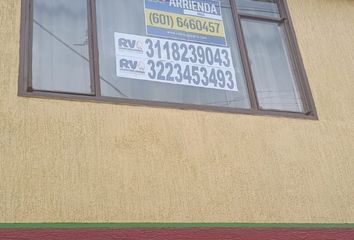 ARRIENDA
(601) 6460457
RV 3118239043
RV 3223453493